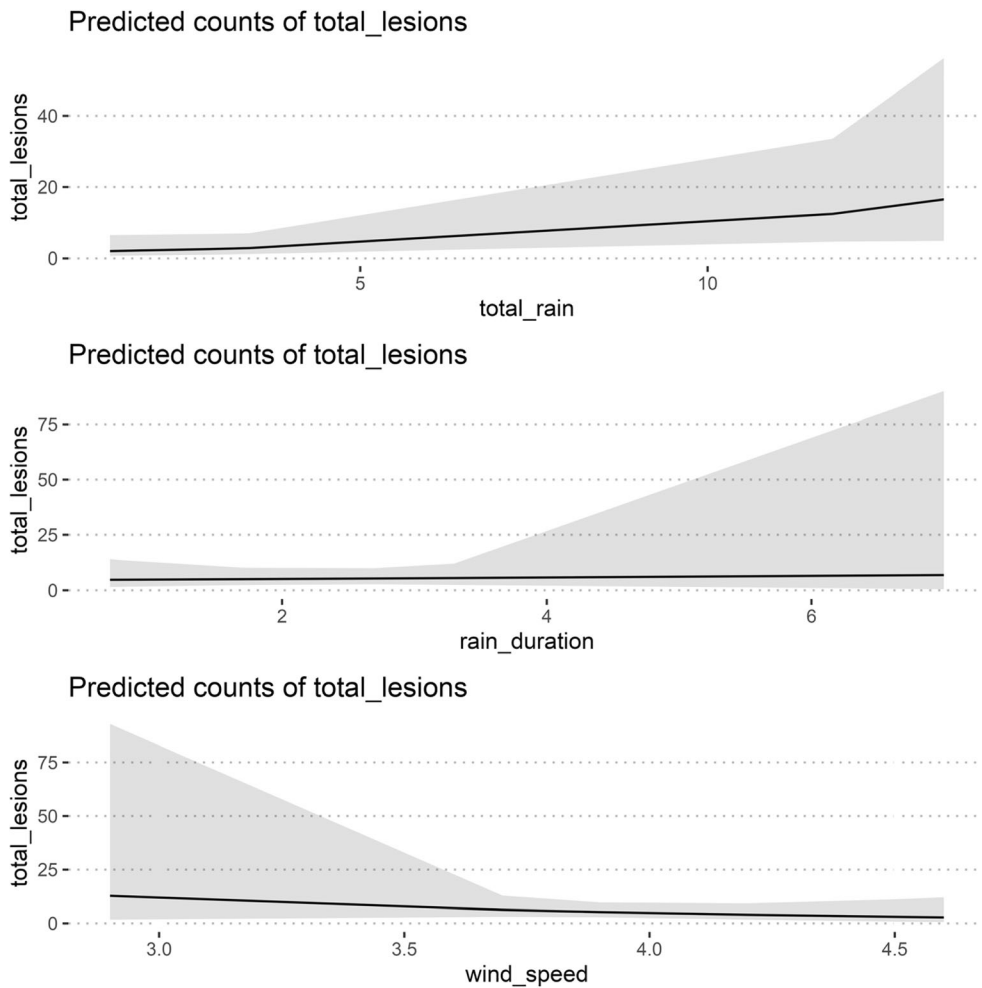 Predicted counts of total_lesions
total_lesions
40
20
0
5
10
total_rain
Predicted counts of total_lesions
total_lesions
75
50
25
0
2
4
6
rain_duration
Predicted counts of total_lesions
total_lesions
75
50
25
0
3.0
3.5
4.0
4.5
wind_speed